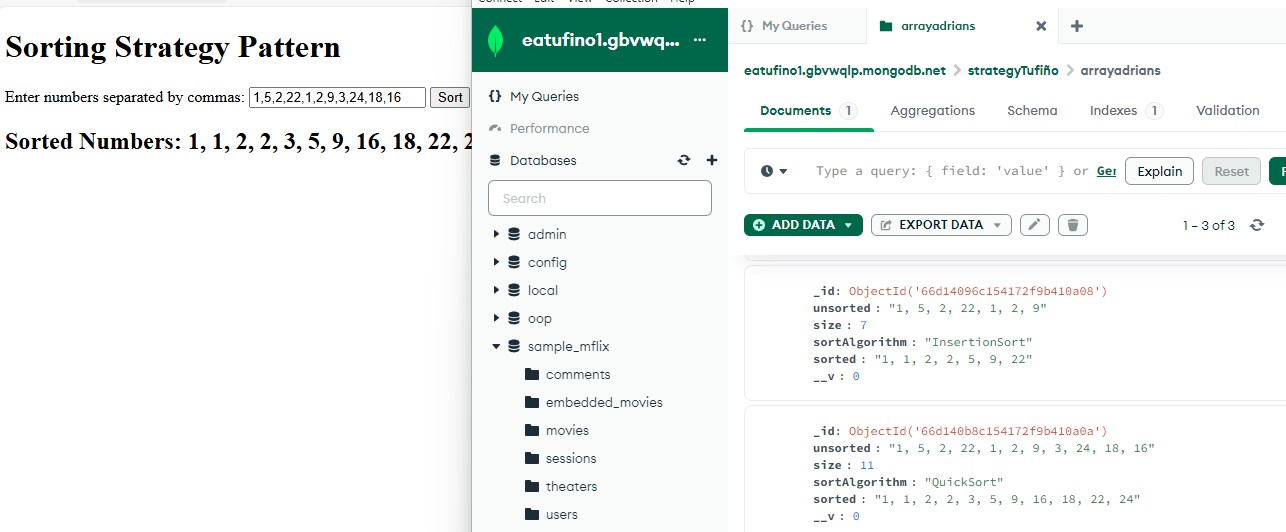 Sorting Strategy Pattern
Enter numbers separated by commas: 1,5,2,22,1,2,9,3,24,18,16 Sort
Sorted Numbers: 1, 1, 2, 2, 3, 5, 9, 16, 18, 22, 2
Connect Edit View Collection Help
eatufino1.gbvwq... ...
{} My Queries
Performance
Databases
Search
admin
config
local
oop
sample_mflix
comments
embedded_movies
movies
sessions
theaters
users
{} My Queries
arrayadrians
eatufino1.gbvwqlp.mongodb.net > strategyTufiño > arrayadrians
Documents 1 Aggregations Schema Indexes 1 Validation
Type a query: { field: 'value' } or Ger Explain Reset F
ADD DATA EXPORT DATA 1 – 3 of 3
_id: ObjectId('66d14096c154172f9b410a08')
unsorted : "1, 5, 2, 22, 1, 2, 9"
size : 7
sortAlgorithm : "InsertionSort"
sorted : "1, 1, 2, 2, 5, 9, 22"
__v : 0
_id: ObjectId('66d140b8c154172f9b410a0a')
unsorted : "1, 5, 2, 22, 1, 2, 9, 3, 24, 18, 16"
size : 11
sortAlgorithm : "QuickSort"
sorted : "1, 1, 2, 2, 3, 5, 9, 16, 18, 22, 24"
__v : 0